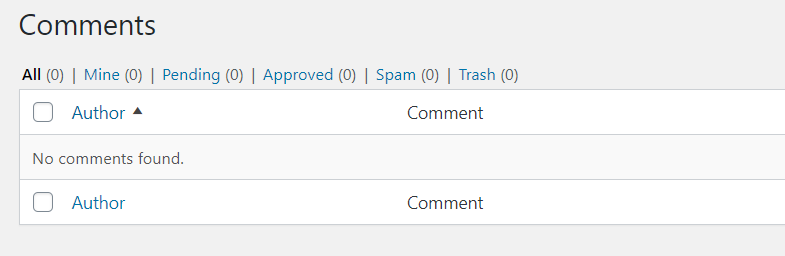 Comments
All (0) | Mine (0) | Pending (0) | Approved (0) | Spam (0) | Trash (0)
Author Comment
No comments found.
Author Comment